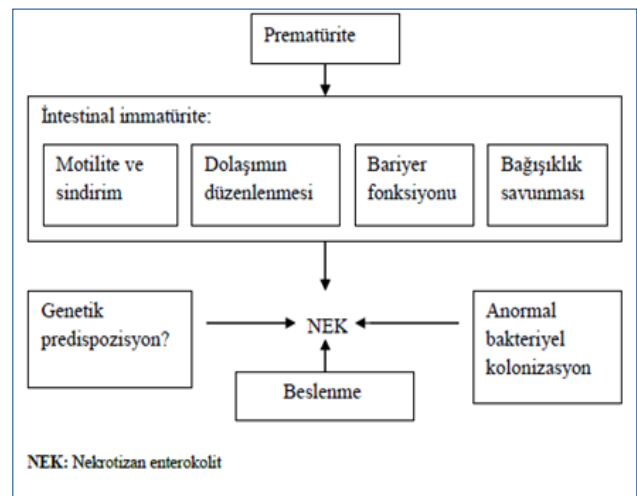 Prematürite
İntestinal immatürite:
Motilite ve
sindirim
Dolaşımın
düzenlenmesi
Bariyer
fonksiyonu
Bağışıklık
savunması
Genetik
predispozisyon?
NEK
Anormal
bakteriyel
kolonizasyon
Beslenme
NEK: Nekrotizan enterokolit